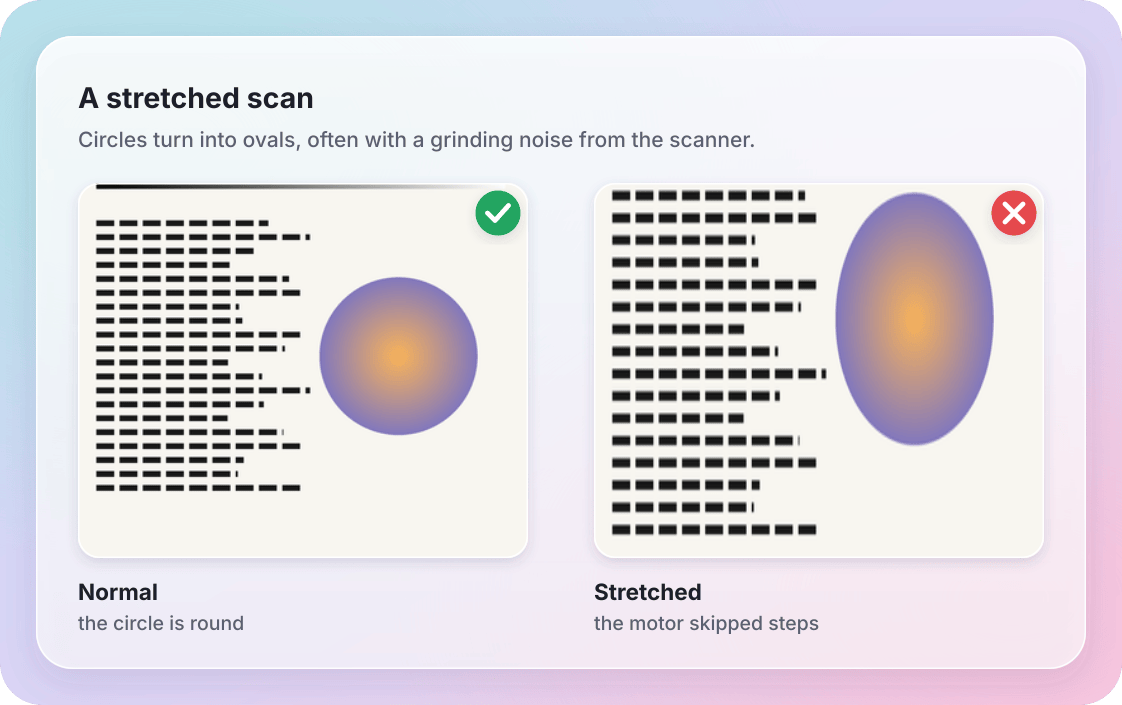 A stretched scan
Circles turn into ovals, often with a grinding noise from the scanner.
Normal
the circle is round
Stretched
the motor skipped steps